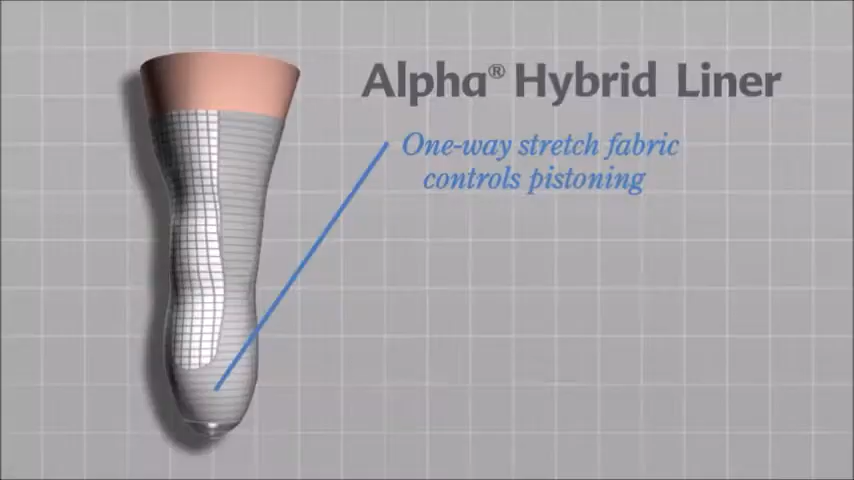 Alpha® Hybrid Liner
One-way stretch fabric
controls pistoning